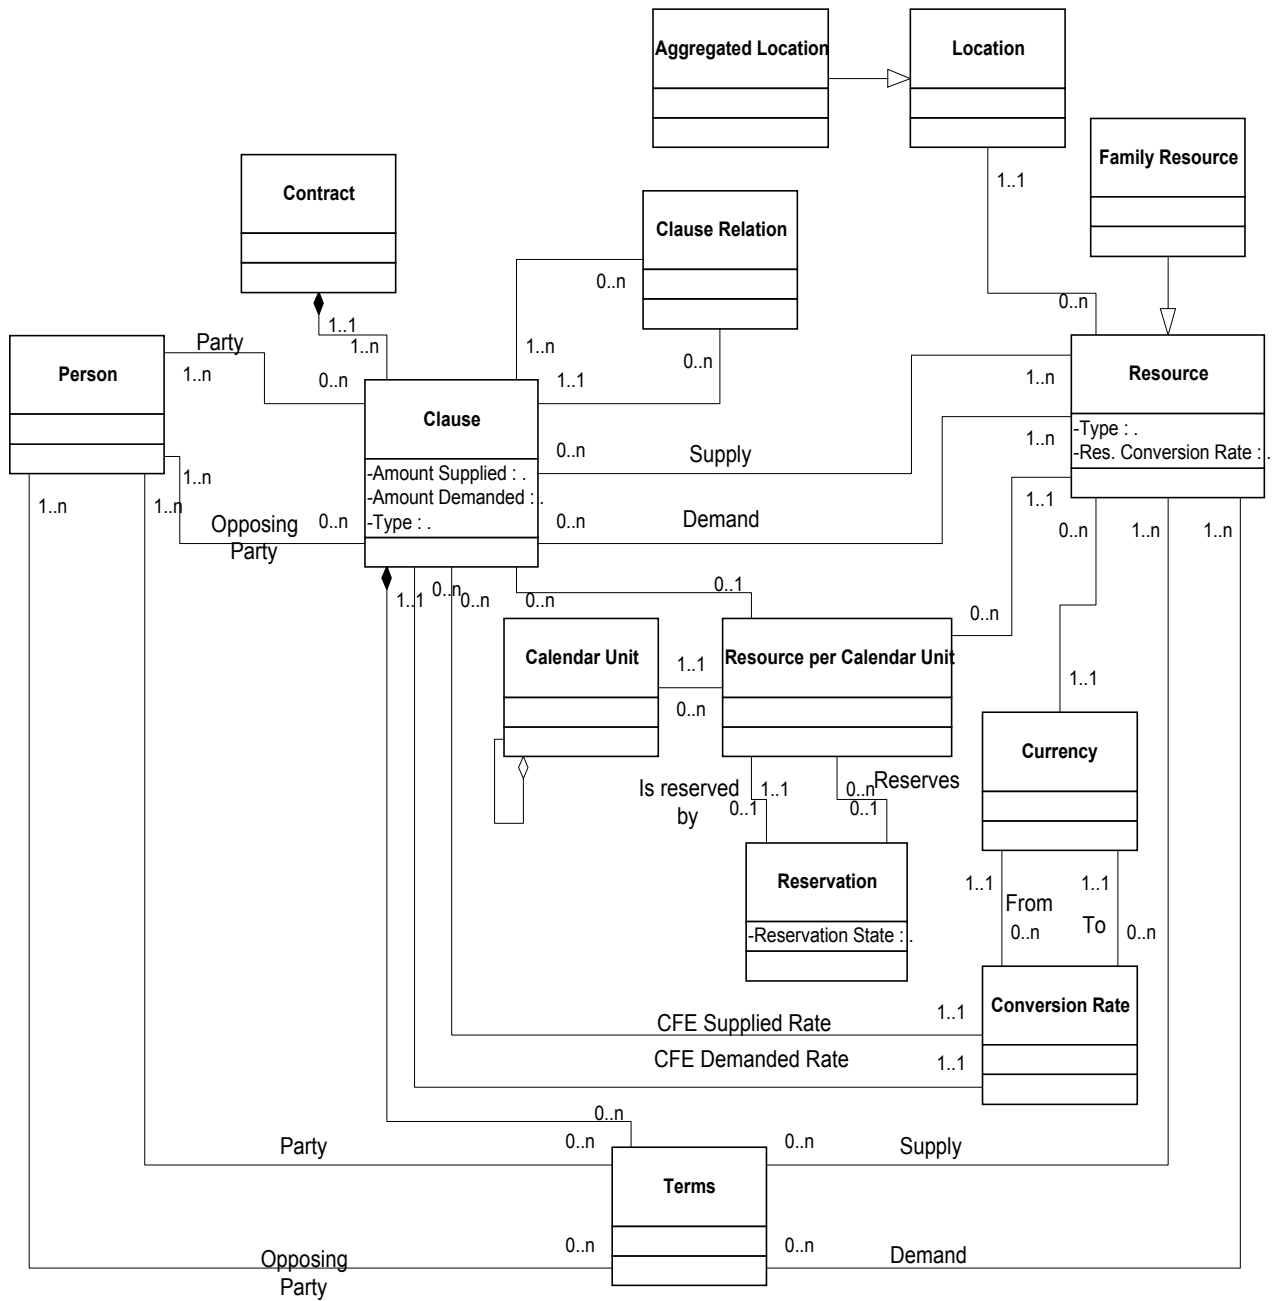 Aggregated Location
Location
Family Resource
1..1
Contract
Clause Relation
0..n
0..n
1..1
1..n
Party
1..n
0..n
1..n
1..1
0..n
1..n
Person
Clause
Resource
-Type : .
-Res. Conversion Rate : .
-Amount Supplied : .
-Amount Demanded : .
-Type : .
0..n
Supply
1..n
1..n
1..n
1..n
Opposing
Party
0..n
0..n
Demand
1..1
0..n
1..n
1..n
1..1
0..n
0..n
0..n
0..1
0..n
Calendar Unit
1..1
0..n
Resource per Calendar Unit
1..1
Currency
Is reserved
by
1..1
0..1
0..n
0..1
Reserves
Reservation
-Reservation State : .
1..1
From
0..n
1..1
To
0..n
Conversion Rate
CFE Supplied Rate
1..1
CFE Demanded Rate
1..1
0..n
Party
0..n
0..n
Supply
Terms
Opposing
Party
0..n
0..n
Demand